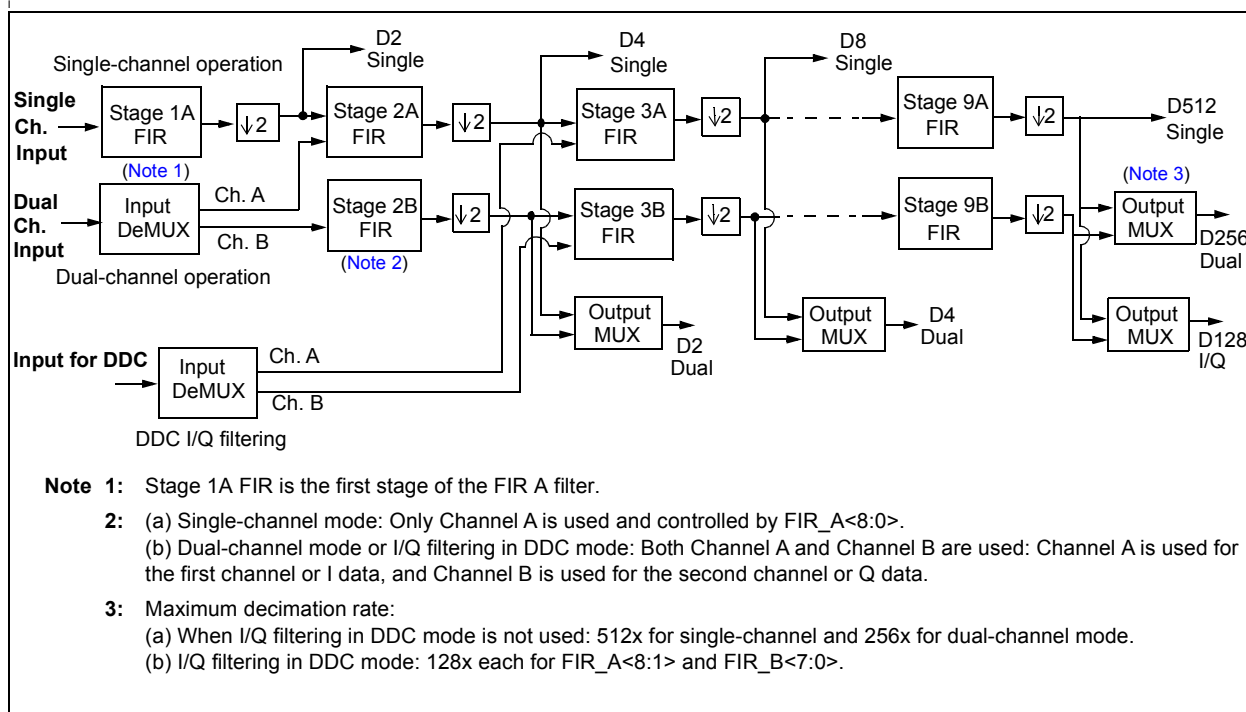 D2
Single
D4
Single
D8
Single
Single-channel operation
Single
Ch.
Input
Stage 1A
FIR
↓2
Stage 2A
FIR
↓2
Stage 3A
FIR
↓2
Stage 9A
FIR
↓2
D512
Single
(Note 1)
(Note 3)
Dual
Ch.
Input
Input
DeMUX
Ch. A
Ch. B
Stage 2B
FIR
↓2
Stage 3B
FIR
↓2
Stage 9B
FIR
↓2
Output
MUX
D256
Dual
(Note 2)
Dual-channel operation
Output
MUX
D2
Dual
Output
MUX
D4
Dual
Output
MUX
D128
I/Q
Input for DDC
Input
DeMUX
Ch. A
Ch. B
DDC I/Q filtering
Note 1: Stage 1A FIR is the first stage of the FIR A filter.
2: (a) Single-channel mode: Only Channel A is used and controlled by FIR_A<8:0>.
(b) Dual-channel mode or I/Q filtering in DDC mode: Both Channel A and Channel B are used: Channel A is used for
the first channel or I data, and Channel B is used for the second channel or Q data.
3: Maximum decimation rate:
(a) When I/Q filtering in DDC mode is not used: 512x for single-channel and 256x for dual-channel mode.
(b) I/Q filtering in DDC mode: 128x each for FIR_A<8:1> and FIR_B<7:0>.